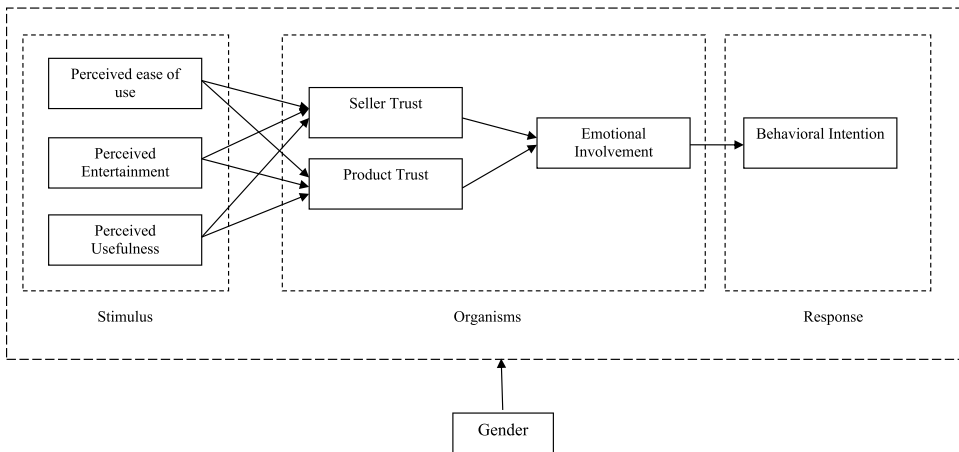 Perceived ease of
use
Perceived
Entertainment
Perceived
Usefulness
Stimulus
Seller Trust
Product Trust
Emotional
Involvement
Organisms
Behavioral Intention
Response
Gender